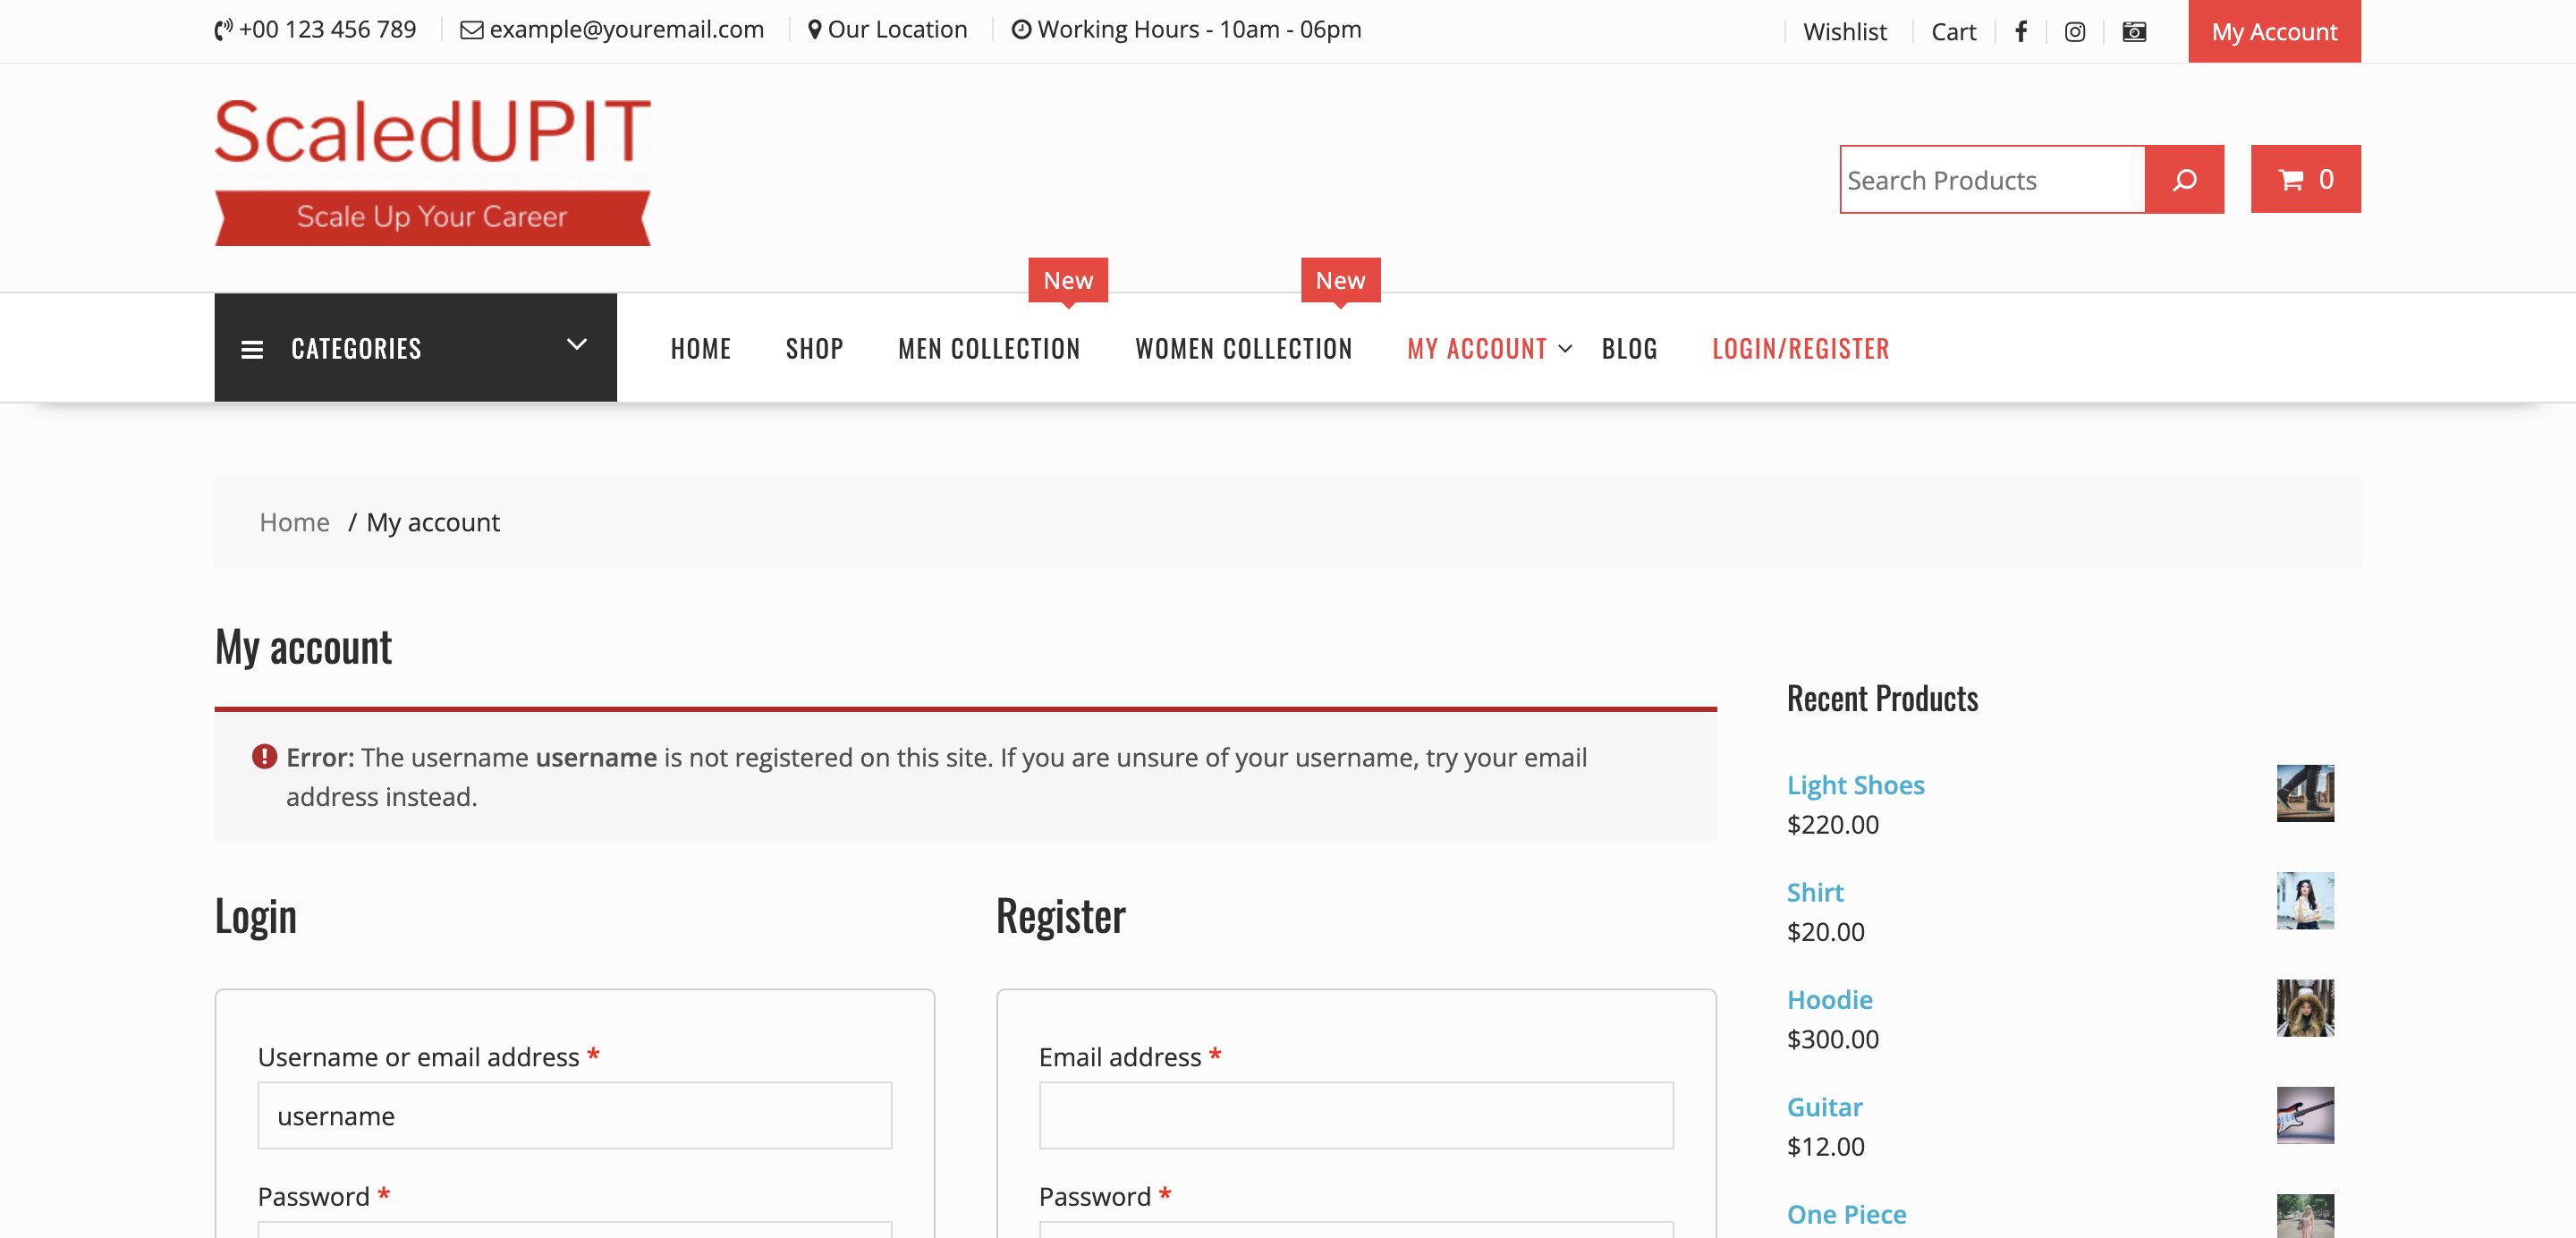 +00 123 456 789 example@youremail.com Our Location Working Hours - 10am - 06pm Wishlist Cart My Account
ScaledUPIT
Scale Up Your Career
Search Products 0
New New
CATEGORIES HOME SHOP MEN COLLECTION WOMEN COLLECTION MY ACCOUNT BLOG LOGIN/REGISTER
Home / My account
My account
Error: The username username is not registered on this site. If you are unsure of your username, try your email
address instead.
Login
Username or email address *
username
Password *
Register
Email address *
Password *
Recent Products
Light Shoes
$220.00
Shirt
$20.00
Hoodie
$300.00
Guitar
$12.00
One Piece